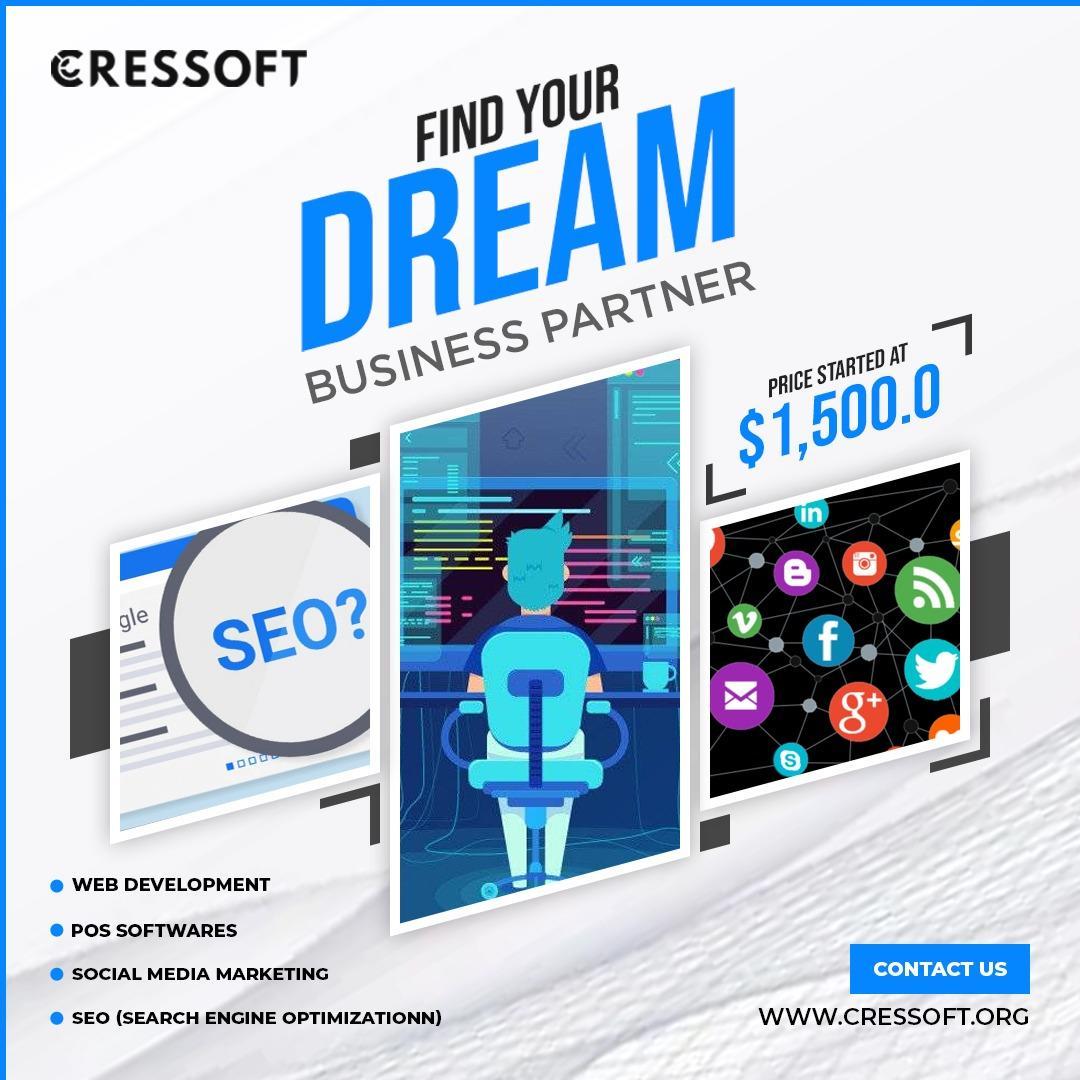 CRESSOFT
FIND YOUR
DREAM
BUSINESS PARTNER
PRICE STARTED AT
$1,500.0
gle
SEO?
in
f
g+
WEB DEVELOPMENT
POS SOFTWARES
SOCIAL MEDIA MARKETING
SEO (SEARCH ENGINE OPTIMIZATIONN)
CONTACT US
WWW.CRESSOFT.ORG